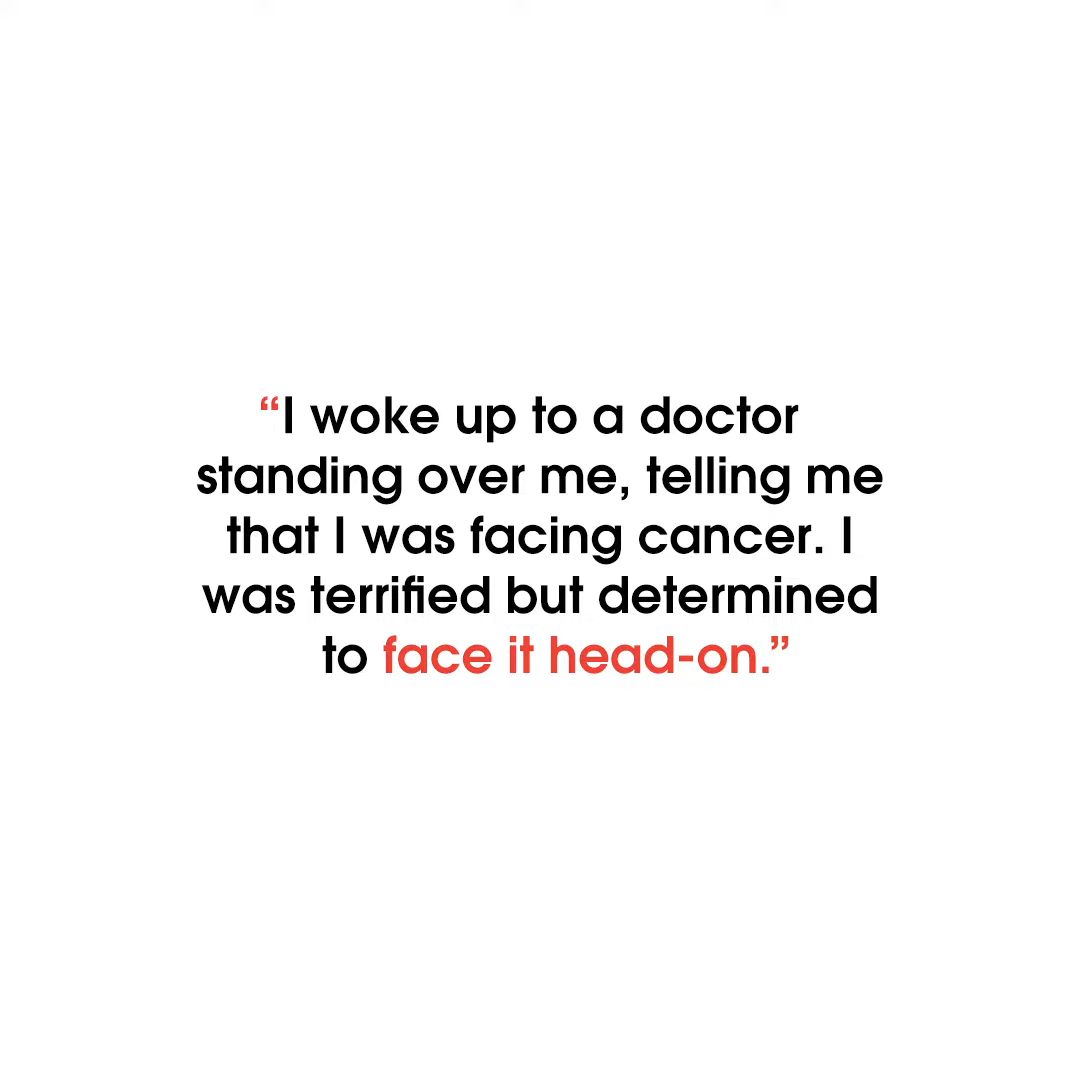 “I woke up to a doctor
standing over me, telling me
that I was facing cancer. I
was terrified but determined
to face it head-on.”